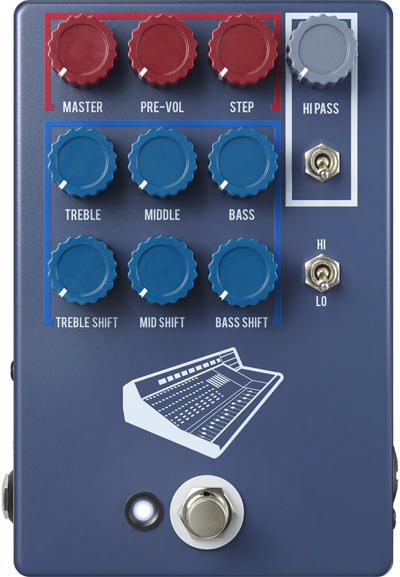 MASTER PRE-VOL STEP HI PASS
TREBLE MIDDLE BASS
HI
LO
TREBLE SHIFT MID SHIFT BASS SHIFT